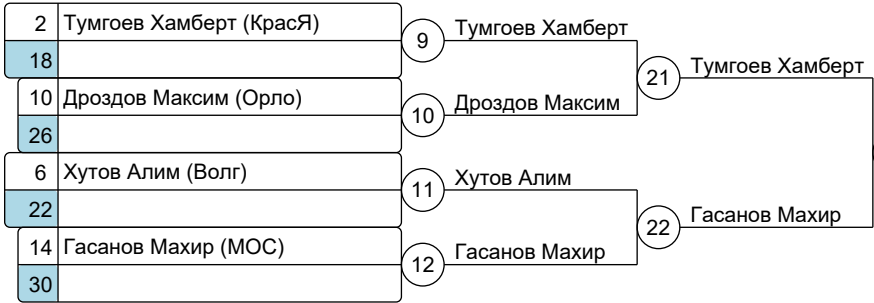 2 Тумгоев Хамберт (КрасЯ)
18
9 Тумгоев Хамберт
10 Дроздов Максим (Орло)
26
10 Дроздов Максим
21 Тумгоев Хамберт
6 Хутов Алим (Волг)
22
11 Хутов Алим
14 Гасанов Махир (МОС)
30
12 Гасанов Махир
22 Гасанов Махир